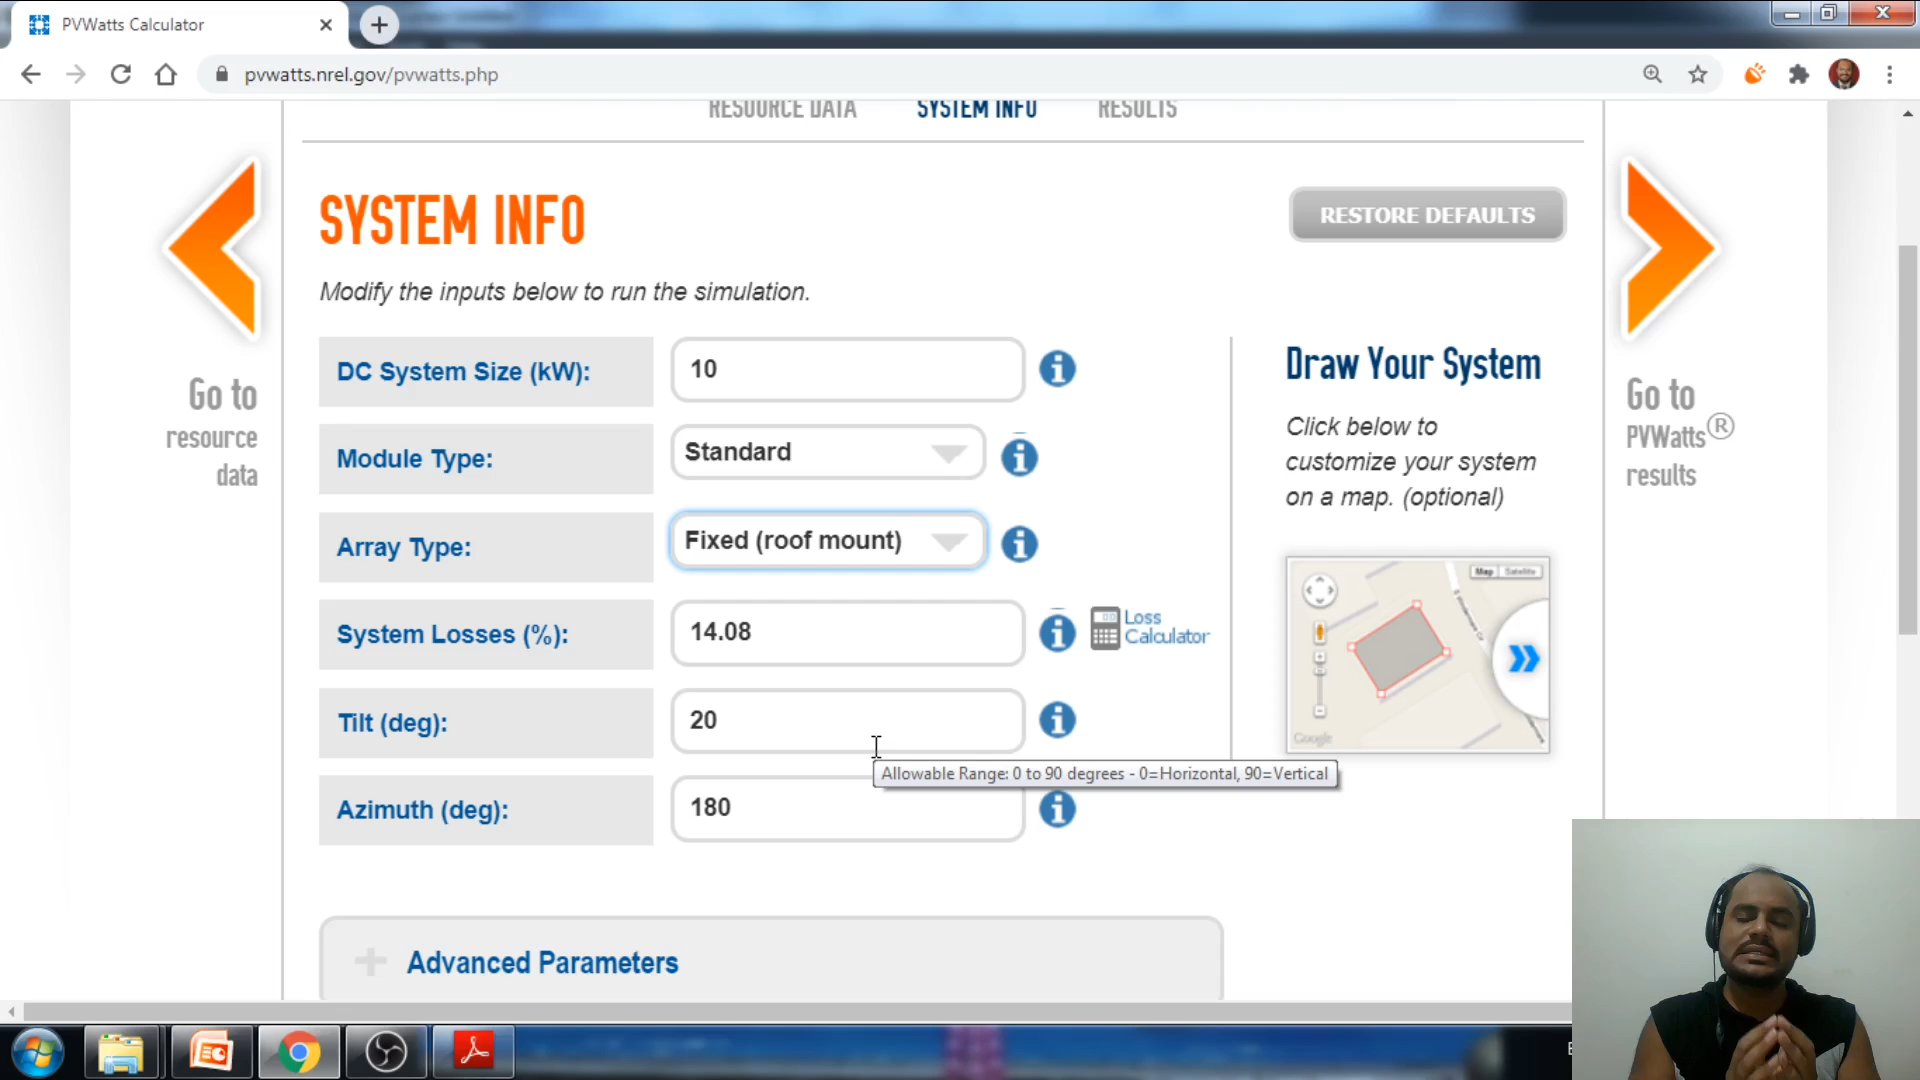 PVWatts Calculator
pvwatts.nrel.gov/pvwatts.php
RESOURCE DATA
SYSTEM INFO
RESULTS
SYSTEM INFO
RESTORE DEFAULTS
Modify the inputs below to run the simulation.
Go to
resource
data
DC System Size (kW):
10
Module Type:
Standard
Array Type:
Fixed (roof mount)
System Losses (%):
14.08
Loss
Calculator
Tilt (deg):
20
Allowable Range: 0 to 90 degrees - 0=Horizontal, 90=Vertical
Azimuth (deg):
180
Advanced Parameters
Draw Your System
Click below to
customize your system
on a map. (optional)
Map
Satellite
Google
Go to
PVWatts®
results